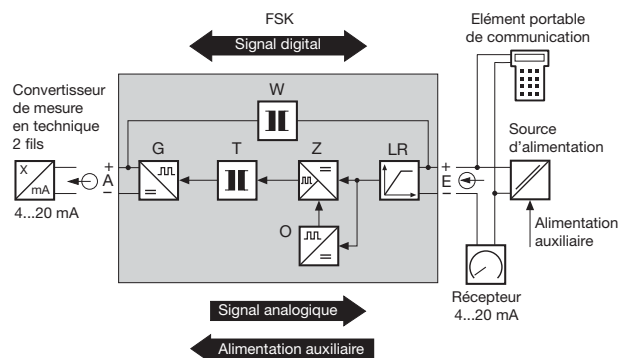 FSK
Signal digital
Elément portable
de communication
Convertisseur
de mesure
en technique
2 fils
W
G
T
Z
LR
Source
d'alimentation
X
mA
+
A
−
+
E
−
4...20 mA
O
Alimentation
auxiliaire
Récepteur
4...20 mA
Signal analogique
Alimentation auxiliaire